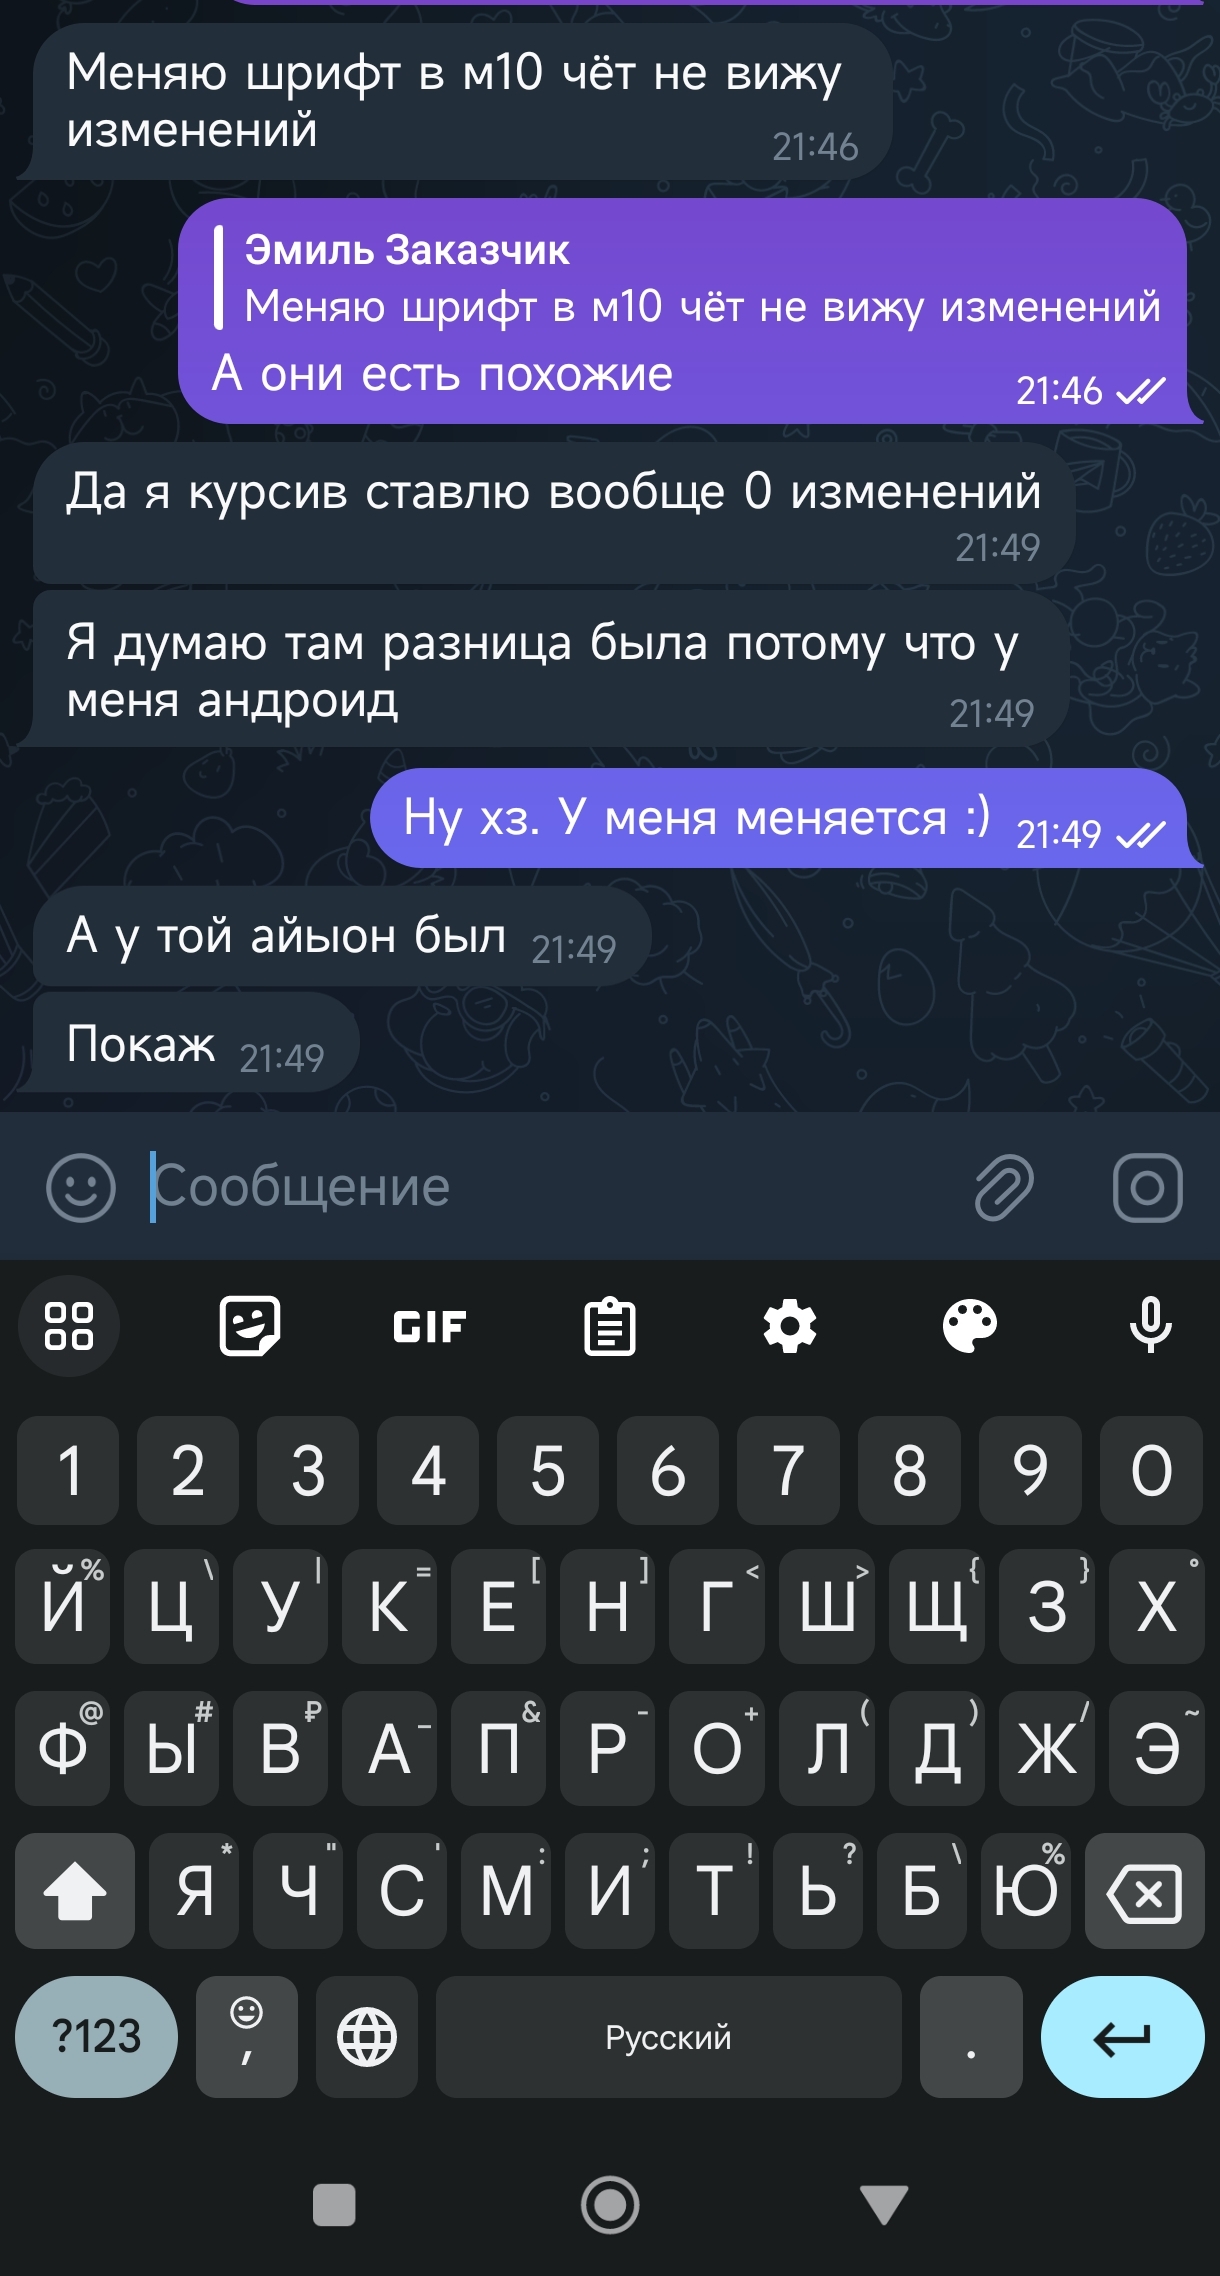 Меняю шрифт в м10 чёт не вижу
изменений
21:46
Эмиль Заказчик
Меняю шрифт в м10 чёт не вижу изменений
А они есть похожие
21:46
Да я курсив ставлю вообще 0 изменений
21:49
Я думаю там разница была потому что у
меня андроид
21:49
Ну хз. У меня меняется :) 21:49
А у той айыон был 21:49
Покаж 21:49
Сообщение
GIF
1 2 3 4 5 6 7 8 9 0
Й % Ц \ У | К = Е [ Н ] Г < Ш > Щ { З } Х °
Ф @ Ы # В ₽ А _ П & Р - О + Л ( Д ) Ж / Э ~
Я * Ч " С ' М : И ; Т ! Ь ? Б \ Ю %
?123 , Русский .